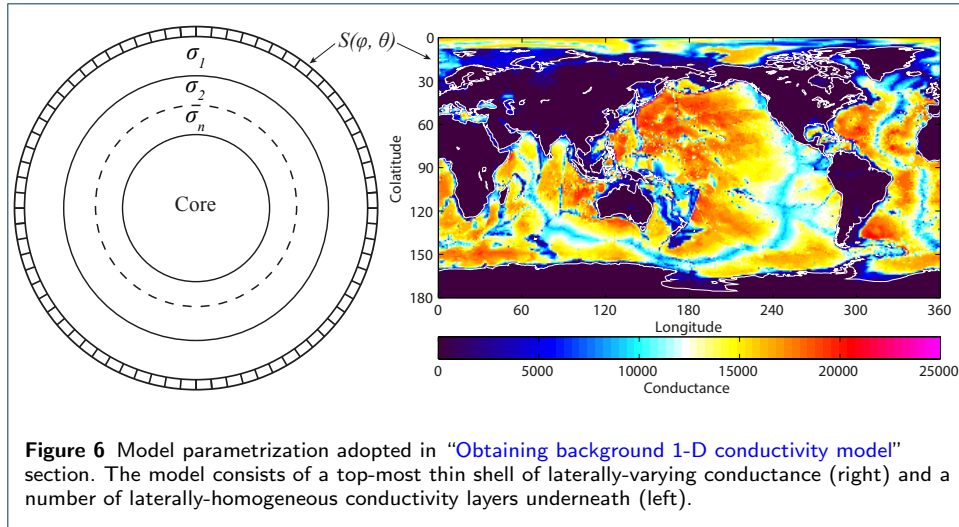 σ1
σ2
σn
Core
S(φ, θ)
0
30
60
90
120
150
180
Colatitude
0 60 120 180 240 300 360
Longitude
0 5000 10000 15000 20000 25000
Conductance
Figure 6 Model parametrization adopted in “Obtaining background 1-D conductivity model”
section. The model consists of a top-most thin shell of laterally-varying conductance (right) and a
number of laterally-homogeneous conductivity layers underneath (left).